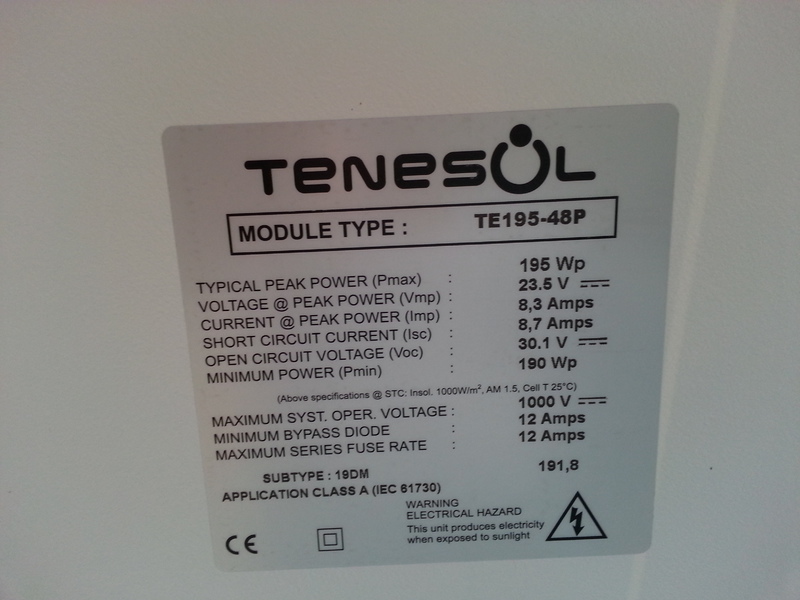 TENESOL
MODULE TYPE : TE195-48P
TYPICAL PEAK POWER (Pmax) : 195 Wp
VOLTAGE @ PEAK POWER (Vmp) : 23.5 V
CURRENT @ PEAK POWER (Imp) : 8,3 Amps
SHORT CIRCUIT CURRENT (Isc) : 8,7 Amps
OPEN CIRCUIT VOLTAGE (Voc) : 30.1 V
MINIMUM POWER (Pmin) : 190 Wp
(Above specifications @ STC: Insol. 1000W/m², AM 1.5, Cell T 25°C)
MAXIMUM SYST. OPER. VOLTAGE : 1000 V
MINIMUM BYPASS DIODE : 12 Amps
MAXIMUM SERIES FUSE RATE : 12 Amps
191,8
SUBTYPE : 19DM
APPLICATION CLASS A (IEC 61730)
WARNING
ELECTRICAL HAZARD
This unit produces electricity
when exposed to sunlight
CE